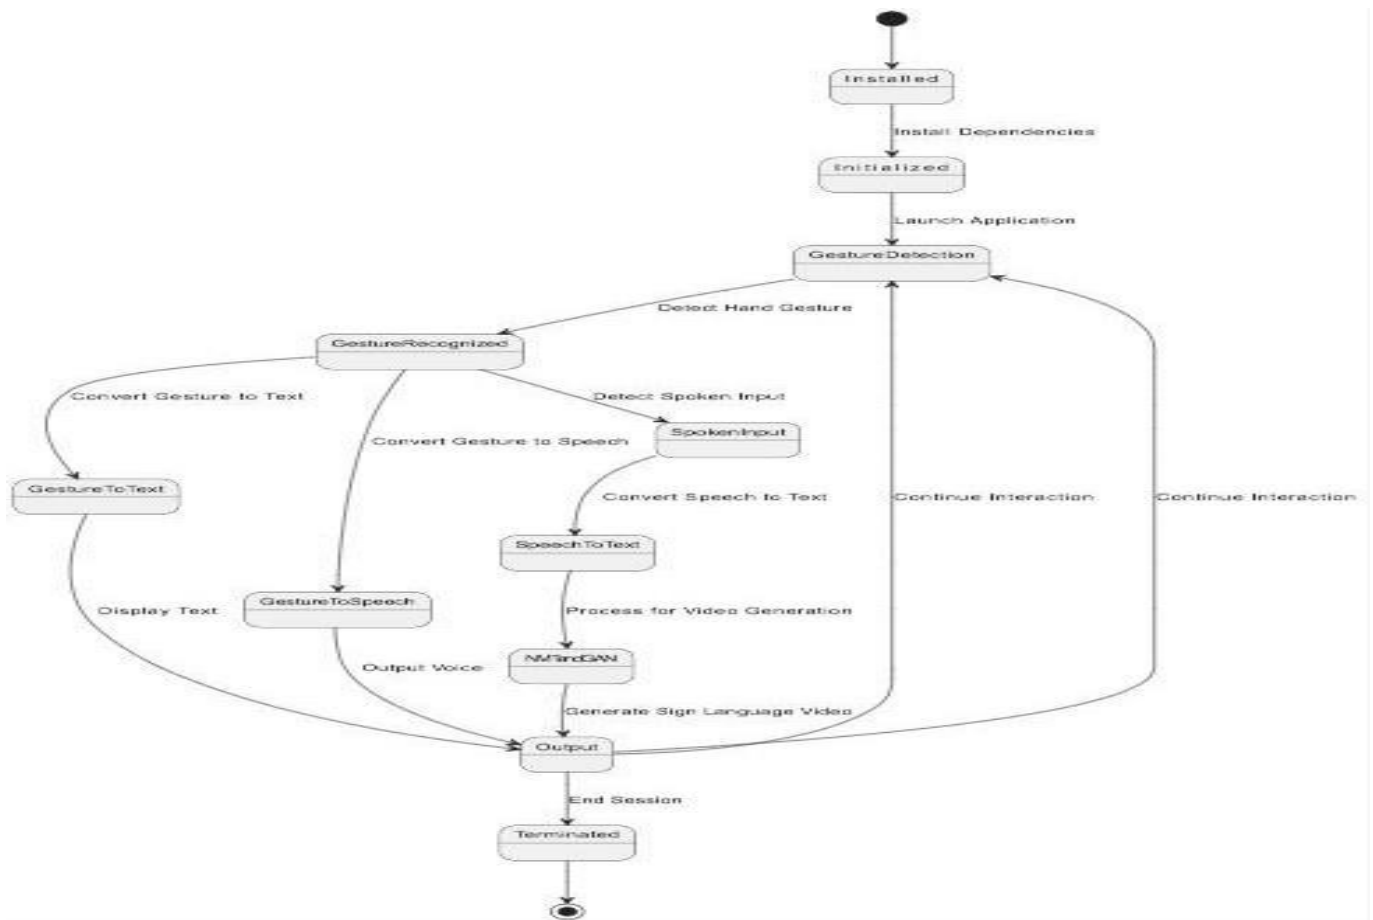 Installed
Install Dependencies
Initialized
Launch Application
GestureDetection
Detect Hand Gesture
GestureRecognized
Convert Gesture to Text
Detect Spoken Input
Convert Gesture to Speech
SpokenInput
GestureToText
Convert Speech to Text
Continue Interaction
Continue Interaction
SpeechToText
GestureToSpeech
Display Text
Process for Video Generation
Output Voice
NMTandGAN
Generate Sign Language Video
Output
End Session
Terminated